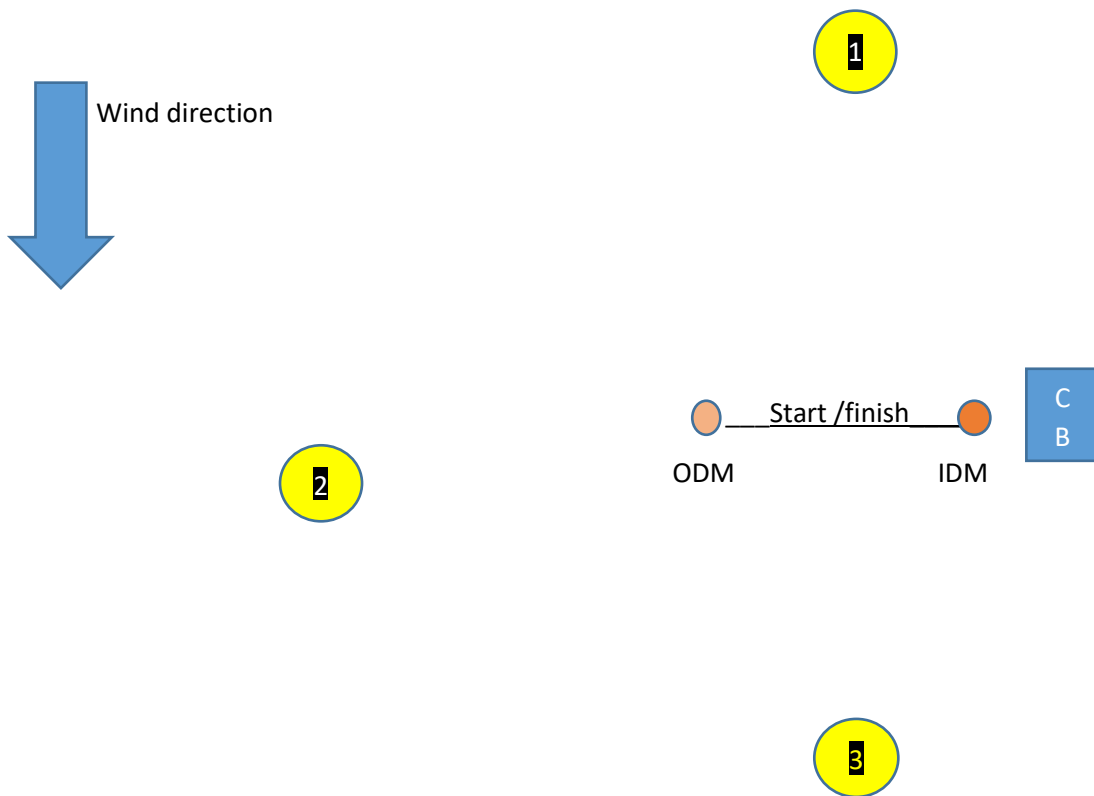 1
Wind direction
C
B
___Start /finish____
ODM
IDM
2
3